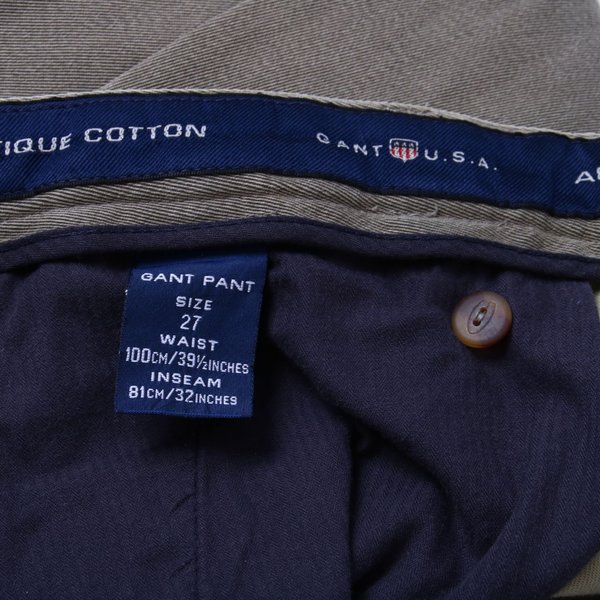 TIQUE COTTON
GANT U.S.A.
GANT PANT
SIZE
27
WAIST
100CM/39½INCHES
INSEAM
81CM/32INCHES